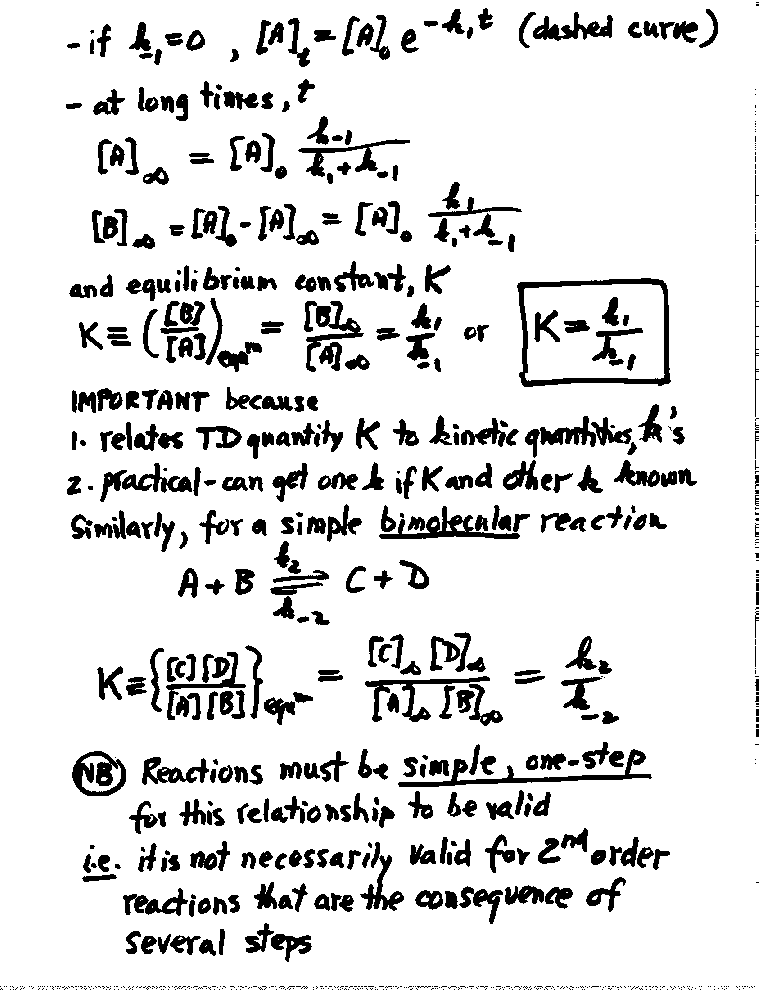 - if k₋₁=0 , [A]ₜ=[A]₀ e^{-k₁t} (dashed curve)
- at long times, t
[A]∞ = [A]₀ k₋₁/(k₁+k₋₁)
[B]∞ = [A]₀-[A]∞ = [A]₀ k₁/(k₁+k₋₁)
and equilibrium constant, K
K≡([B]/[A])equᵐ = [B]∞/[A]∞ = k₁/k₋₁ or K=k₁/k₋₁
IMPORTANT because
1. relates TD quantity K to kinetic quantities, k's
2. practical-can get one k if K and other k known
Similarly, for a simple bimolecular reaction
A+B ⇌ C+D k₂ k₋₂
K≡{[C][D]/[A][B]}equᵐ = [C]∞[D]∞/[A]∞[B]∞ = k₂/k₋₂
NB Reactions must be simple, one-step
for this relationship to be valid
i.e. it is not necessarily valid for 2nd order
reactions that are the consequence of
several steps